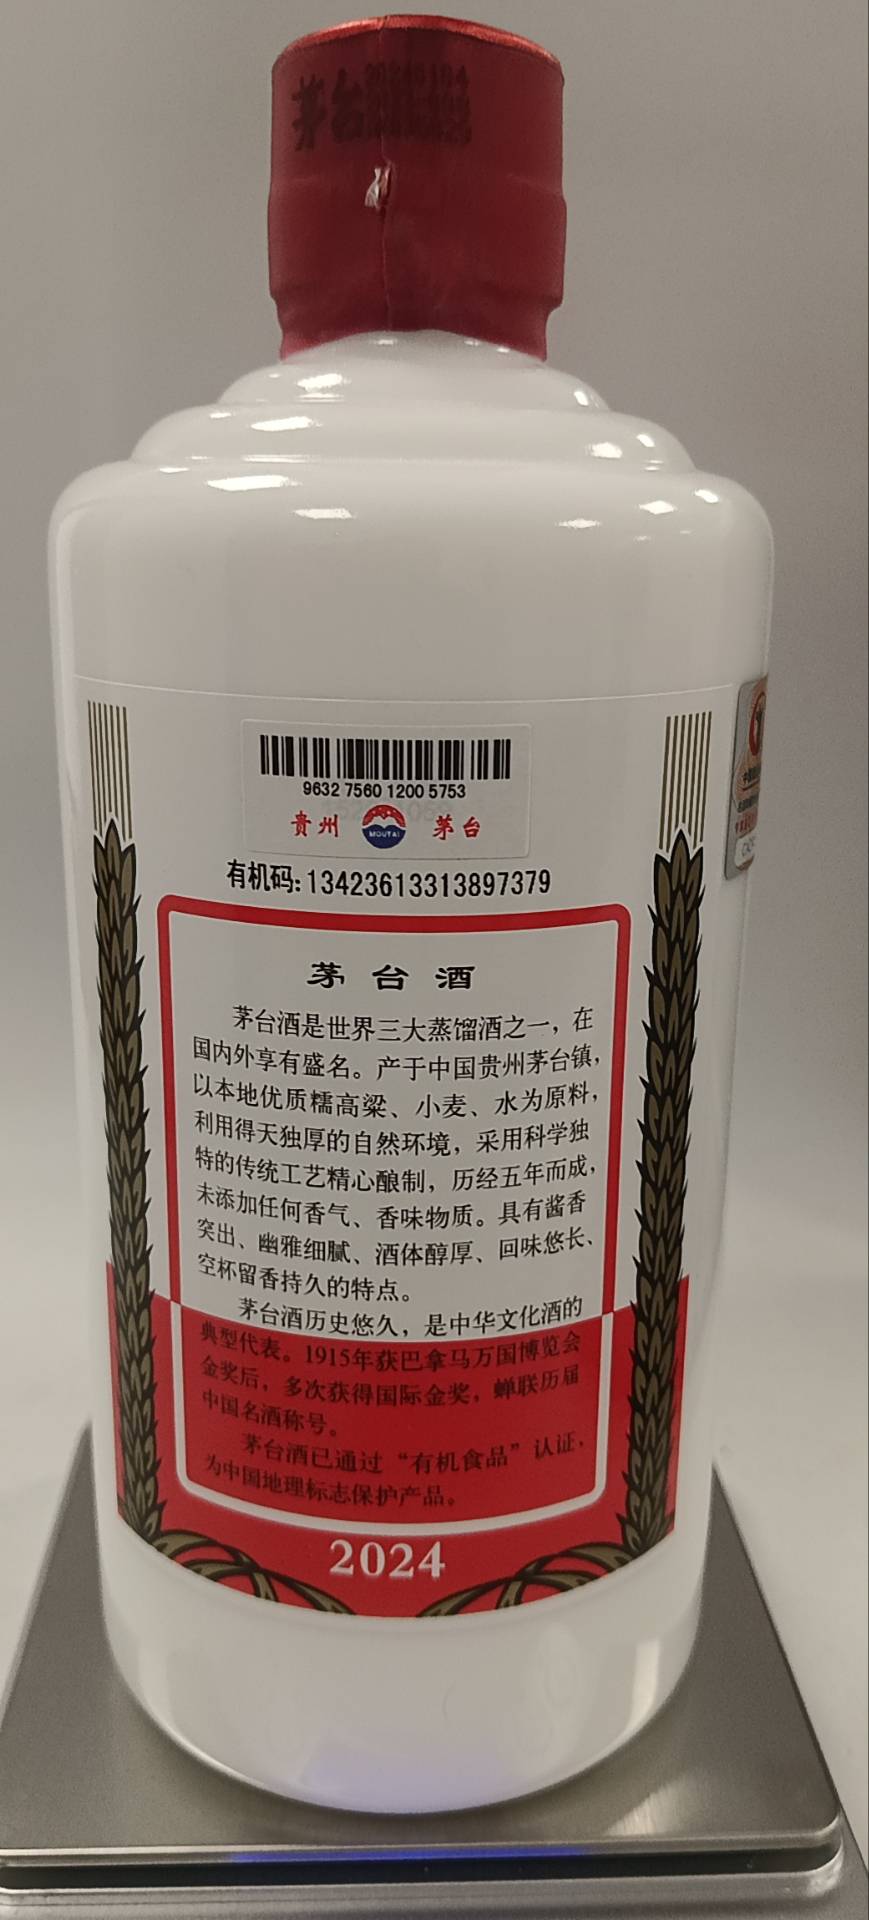 茅台
9632 7560 1200 5753
贵州 MOUTAI 茅台
有机码:13423613313897379
茅台酒
茅台酒是世界三大蒸馏酒之一，在
国内外享有盛名。产于中国贵州茅台镇，
以本地优质糯高粱、小麦、水为原料，
利用得天独厚的自然环境，采用科学独
特的传统工艺精心酿制，历经五年而成，
未添加任何香气、香味物质。具有酱香
突出、幽雅细腻、酒体醇厚、回味悠长、
空杯留香持久的特点。
茅台酒历史悠久，是中华文化酒的
典型代表。1915年获巴拿马万国博览会
金奖后，多次获得国际金奖，蝉联历届
中国名酒称号。
茅台酒已通过“有机食品”认证，
为中国地理标志保护产品。
2024